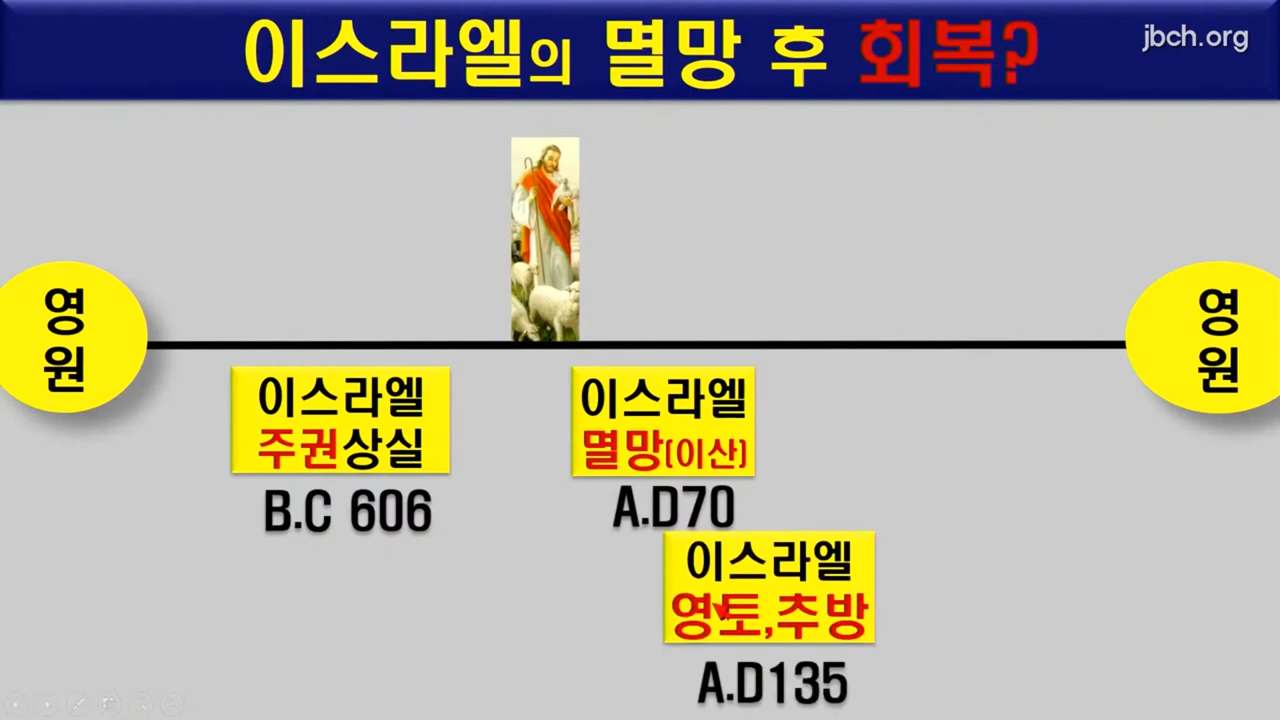 이스라엘의 멸망 후 회복?
jbch.org
영
원
영
원
이스라엘
주권상실
B.C 606
이스라엘
멸망(이산)
A.D70
이스라엘
영토,추방
A.D135